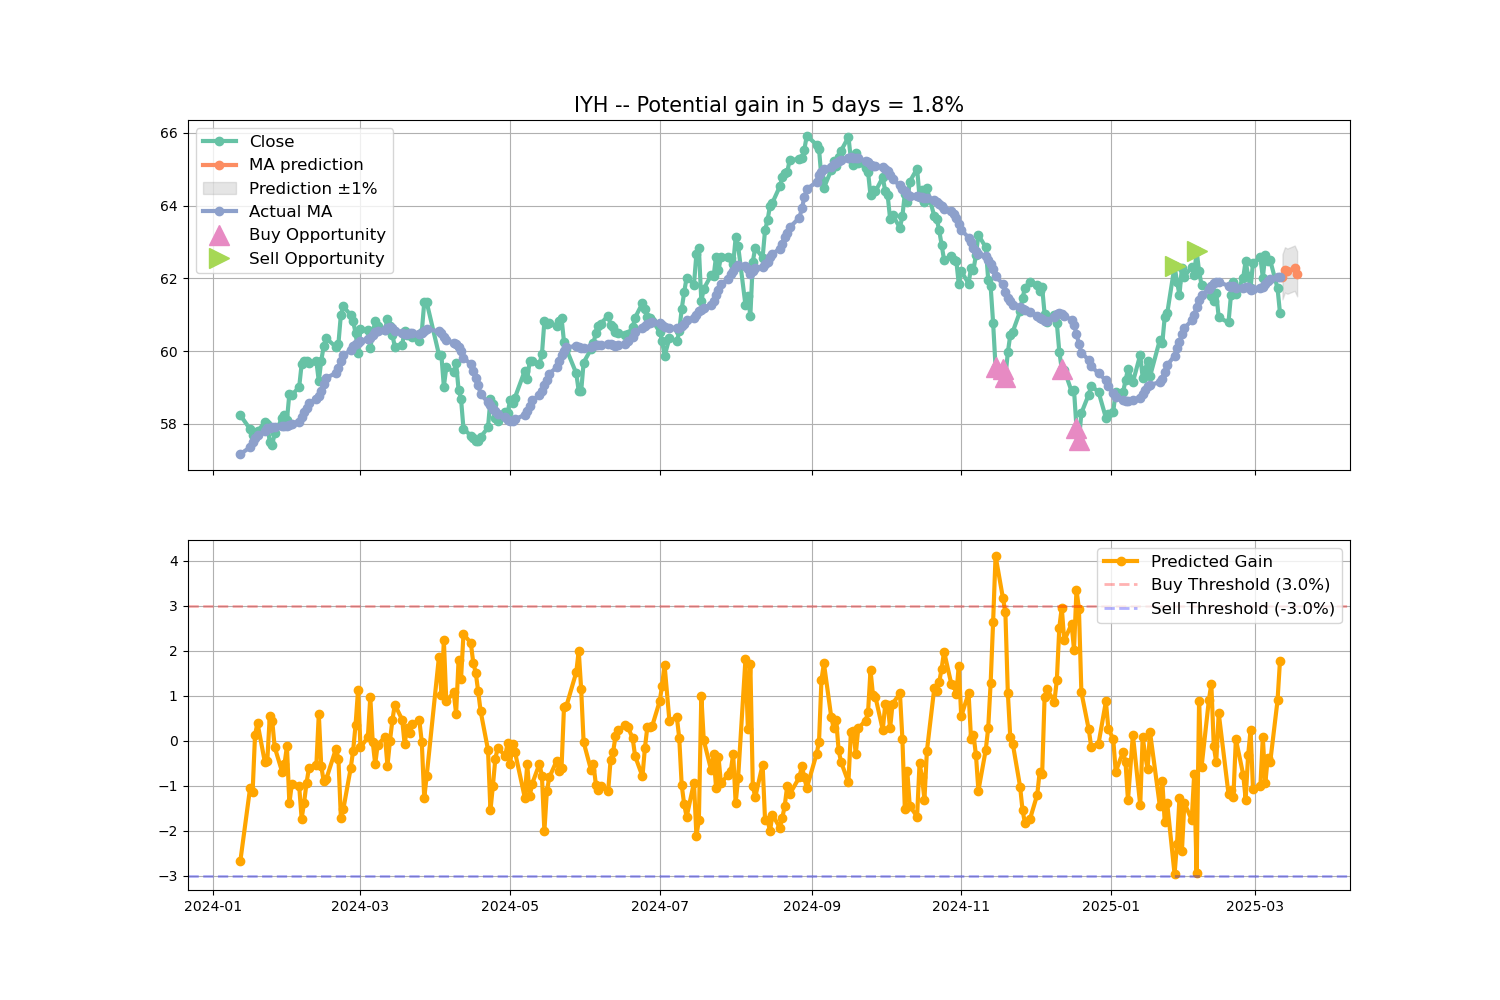 IYH -- Potential gain in 5 days = 1.8%
66
64
62
60
58
Close
MA prediction
Prediction ±1%
Actual MA
Buy Opportunity
Sell Opportunity
4
3
2
1
0
−1
−2
−3
Predicted Gain
Buy Threshold (3.0%)
Sell Threshold (-3.0%)
2024-01
2024-03
2024-05
2024-07
2024-09
2024-11
2025-01
2025-03